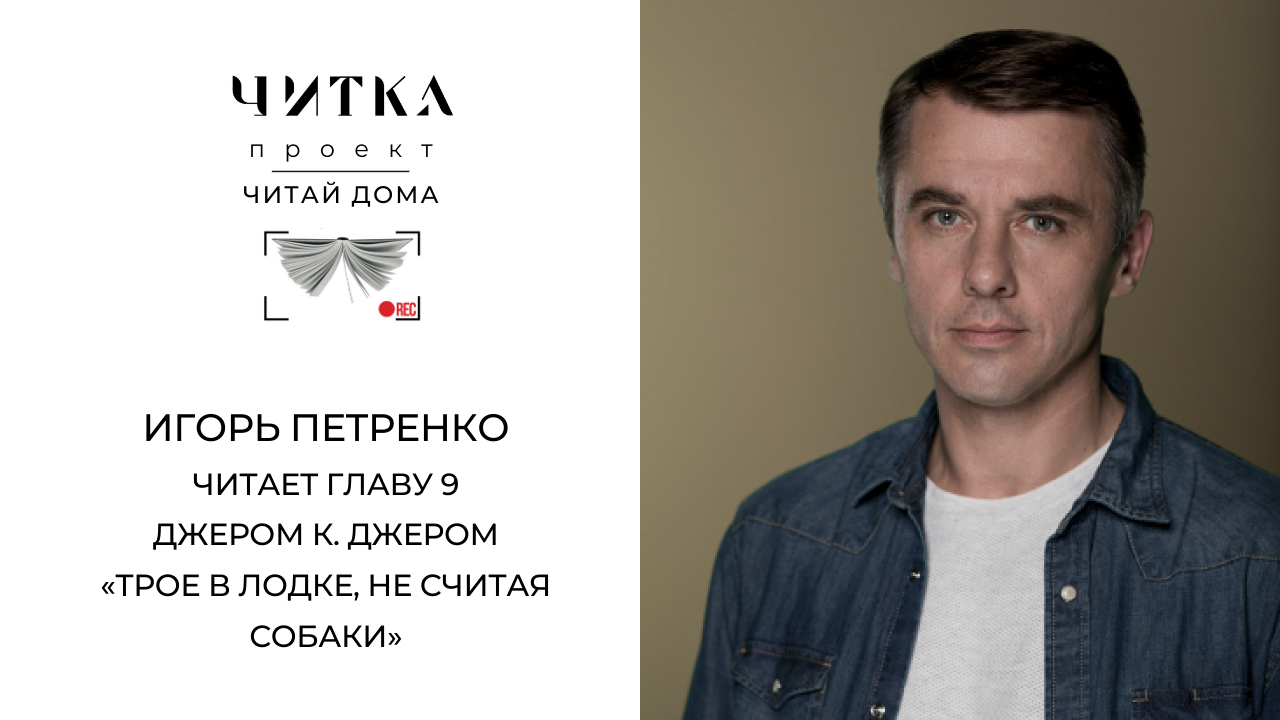 ЧИТКА
проект
ЧИТАЙ ДОМА
REC
ИГОРЬ ПЕТРЕНКО
ЧИТАЕТ ГЛАВУ 9
ДЖЕРОМ К. ДЖЕРОМ
«ТРОЕ В ЛОДКЕ, НЕ СЧИТАЯ
СОБАКИ»